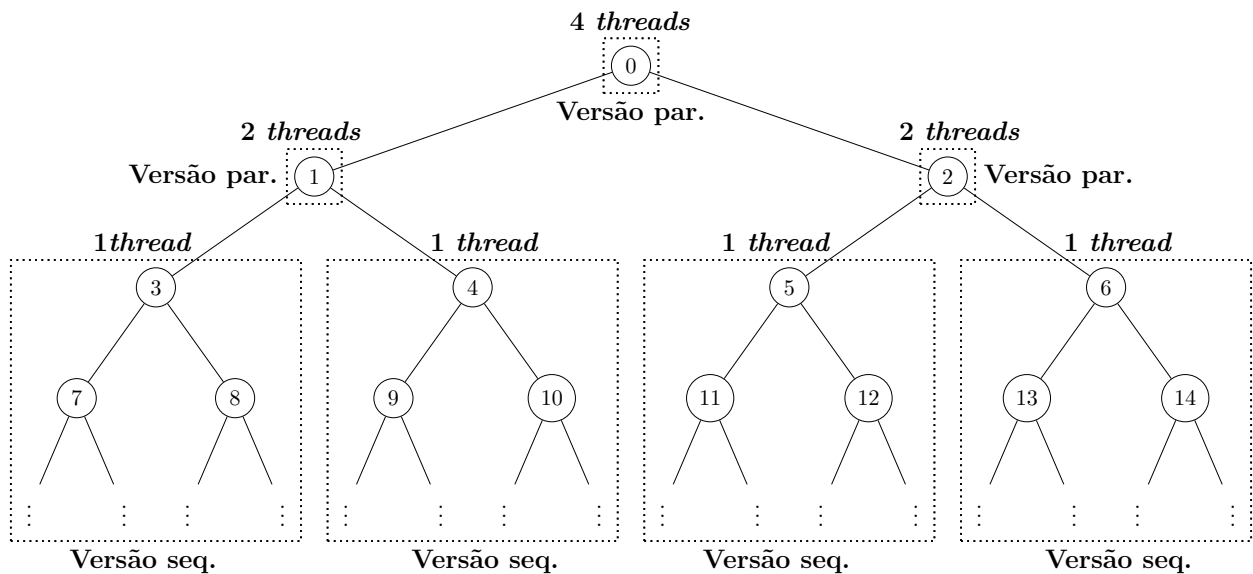 4 threads
0
Versão par.
2 threads
2 threads
Versão par.
1
2
Versão par.
1thread
1 thread
1 thread
1 thread
3
4
5
6
7
8
9
10
11
12
13
14
Versão seq.
Versão seq.
Versão seq.
Versão seq.